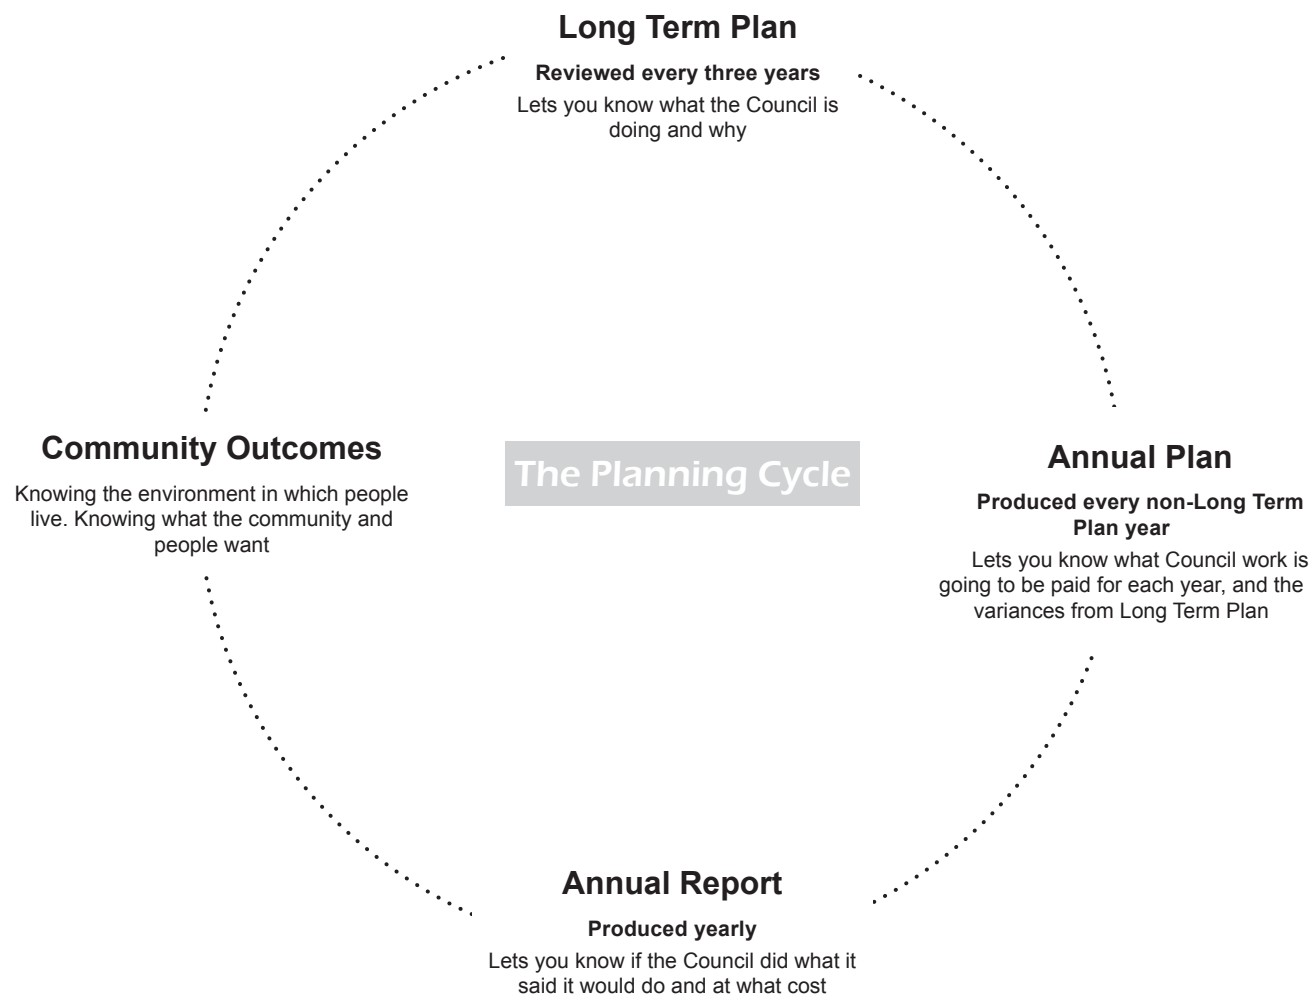 Long Term Plan
Reviewed every three years
Lets you know what the Council is
doing and why
Community Outcomes
Knowing the environment in which people
live. Knowing what the community and
people want
The Planning Cycle
Annual Plan
Produced every non-Long Term
Plan year
Lets you know what Council work is
going to be paid for each year, and the
variances from Long Term Plan
Annual Report
Produced yearly
Lets you know if the Council did what it
said it would do and at what cost